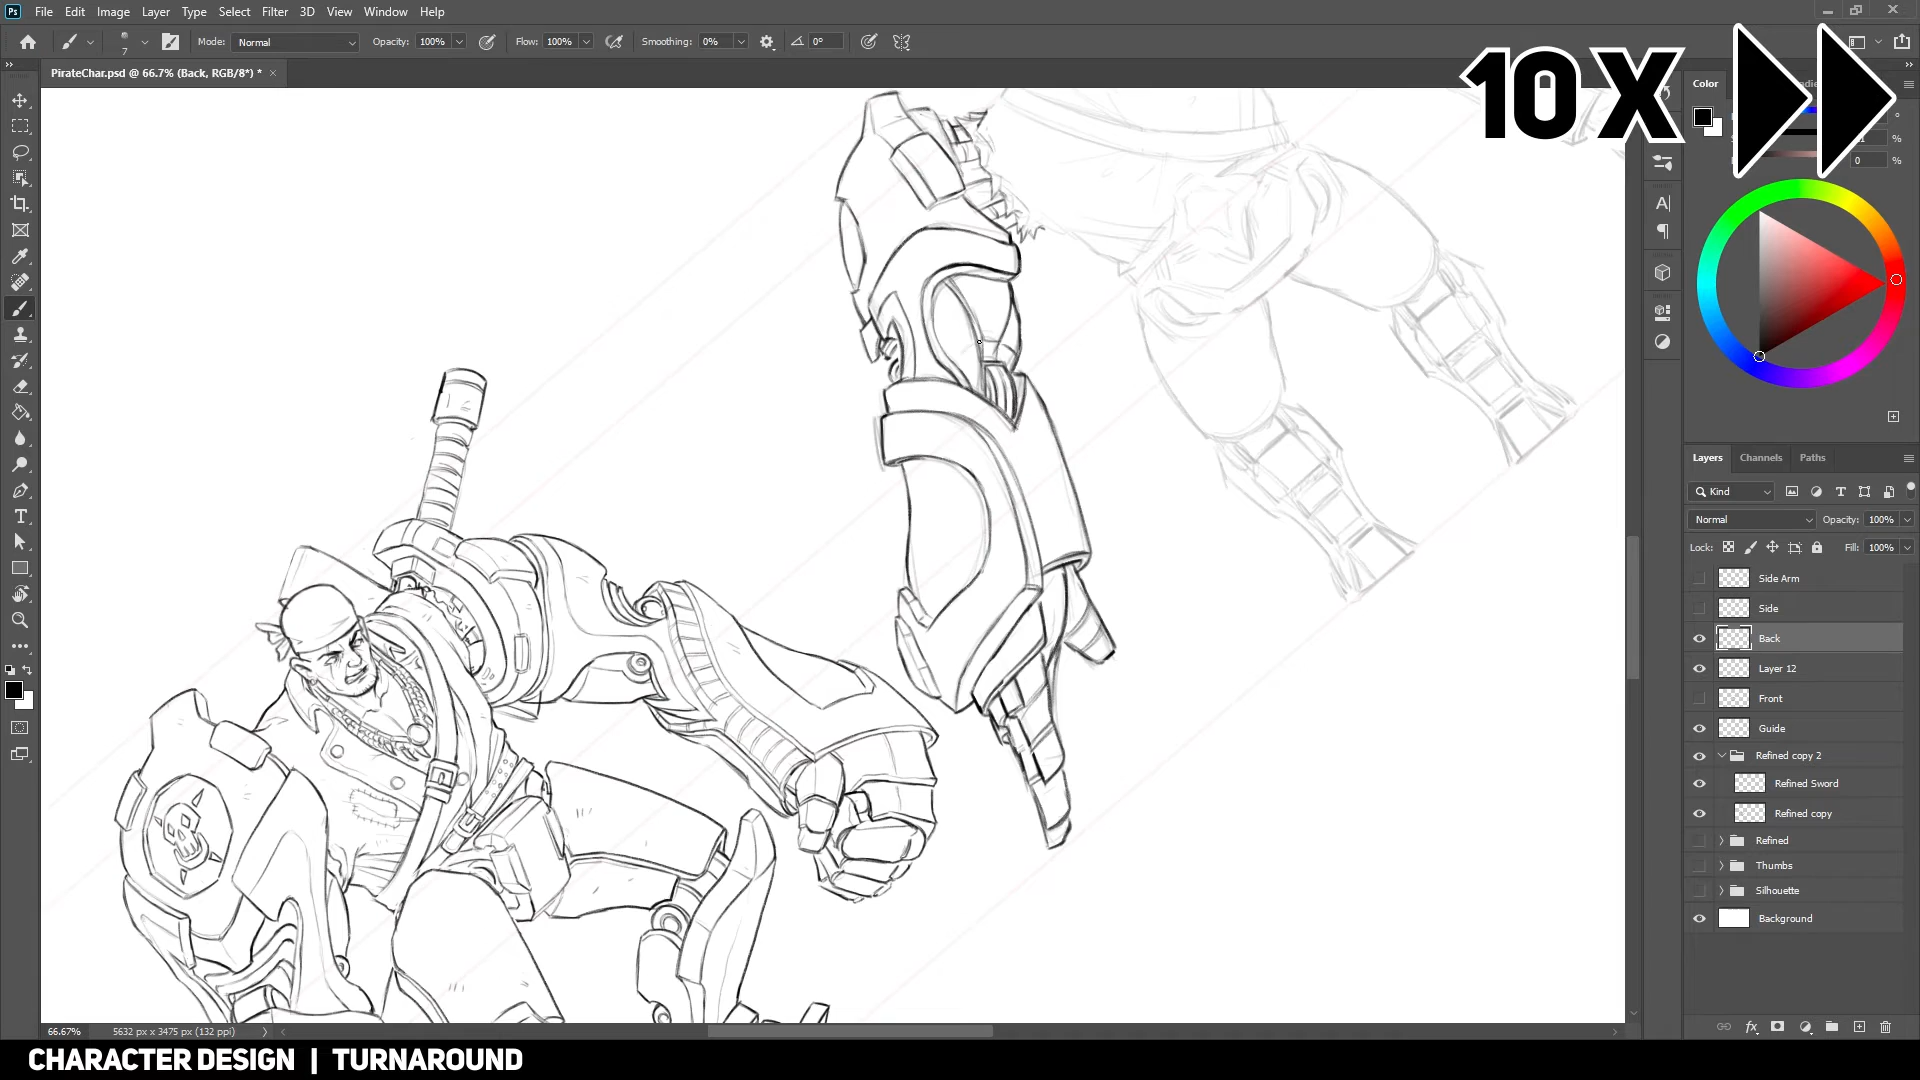 Ps File Edit Image Layer Type Select Filter 3D View Window Help
7 Mode: Normal Opacity: 100% Flow: 100% Smoothing: 0% 0°
10X
PirateChar.psd @ 66.7% (Back, RGB/8*) * ×
Color
°
%
0 %
Layers Channels Paths
Kind
Normal Opacity: 100%
Lock: Fill: 100%
Side Arm
Side
Back
Layer 12
Front
Guide
Refined copy 2
Refined Sword
Refined copy
Refined
Thumbs
Silhouette
Background
66.67% 5632 px x 3475 px (132 ppi)
CHARACTER DESIGN | TURNAROUND